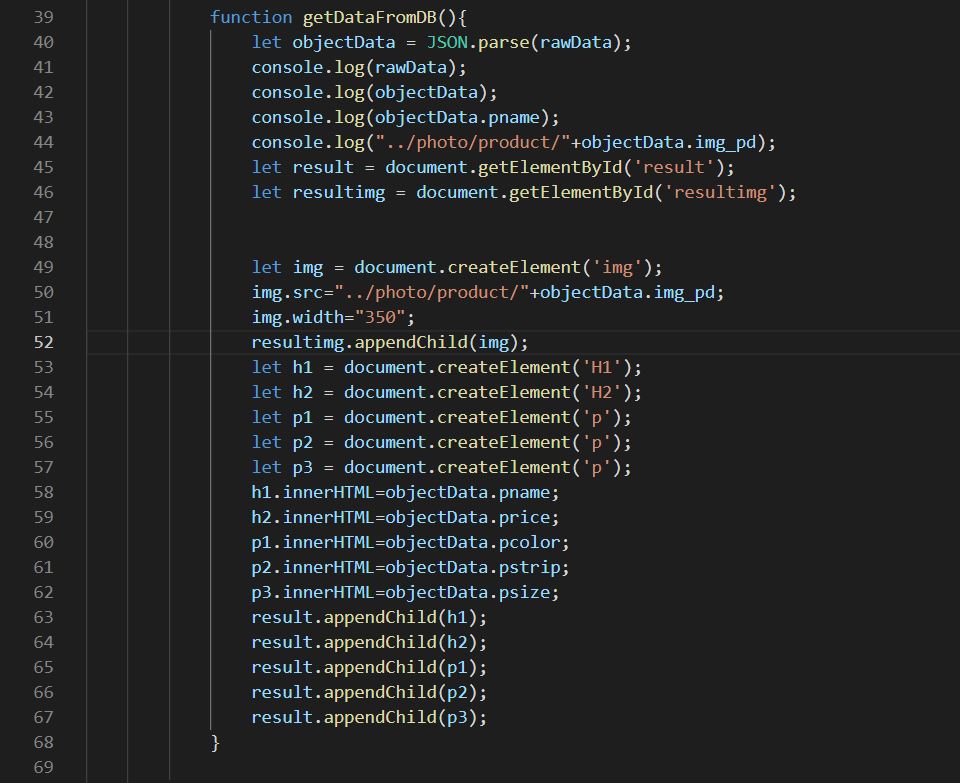 39 function getDataFromDB(){
40 let objectData = JSON.parse(rawData);
41 console.log(rawData);
42 console.log(objectData);
43 console.log(objectData.pname);
44 console.log("../photo/product/"+objectData.img_pd);
45 let result = document.getElementById('result');
46 let resultimg = document.getElementById('resultimg');
47
48
49 let img = document.createElement('img');
50 img.src="../photo/product/"+objectData.img_pd;
51 img.width="350";
52 resultimg.appendChild(img);
53 let h1 = document.createElement('H1');
54 let h2 = document.createElement('H2');
55 let p1 = document.createElement('p');
56 let p2 = document.createElement('p');
57 let p3 = document.createElement('p');
58 h1.innerHTML=objectData.pname;
59 h2.innerHTML=objectData.price;
60 p1.innerHTML=objectData.pcolor;
61 p2.innerHTML=objectData.pstrip;
62 p3.innerHTML=objectData.psize;
63 result.appendChild(h1);
64 result.appendChild(h2);
65 result.appendChild(p1);
66 result.appendChild(p2);
67 result.appendChild(p3);
68 }
69